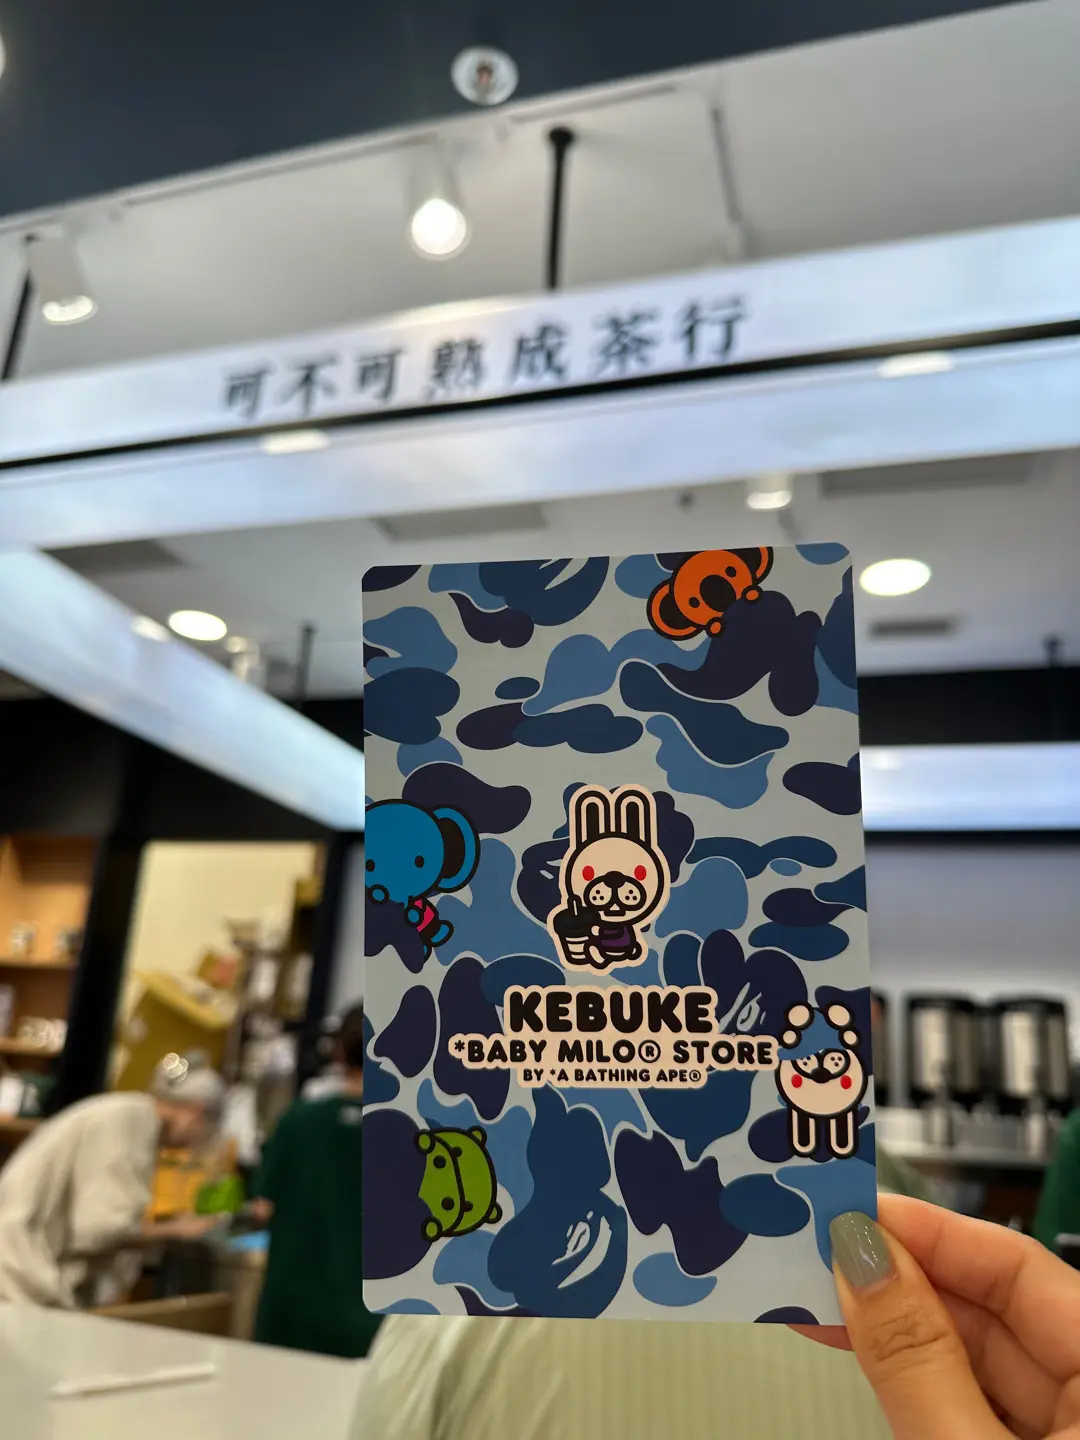 可不可熟成茶行
KEBUKE
*BABY MILO® STORE
BY *A BATHING APE®